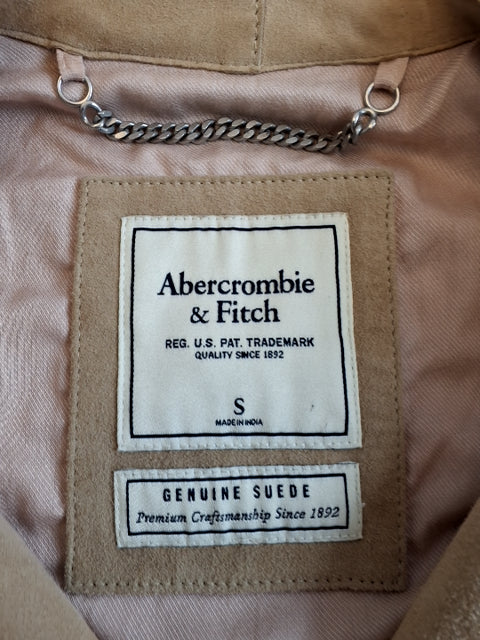 Abercrombie
& Fitch
REG. U.S. PAT. TRADEMARK
QUALITY SINCE 1892
S
MADE IN INDIA
GENUINE SUEDE
Premium Craftsmanship Since 1892